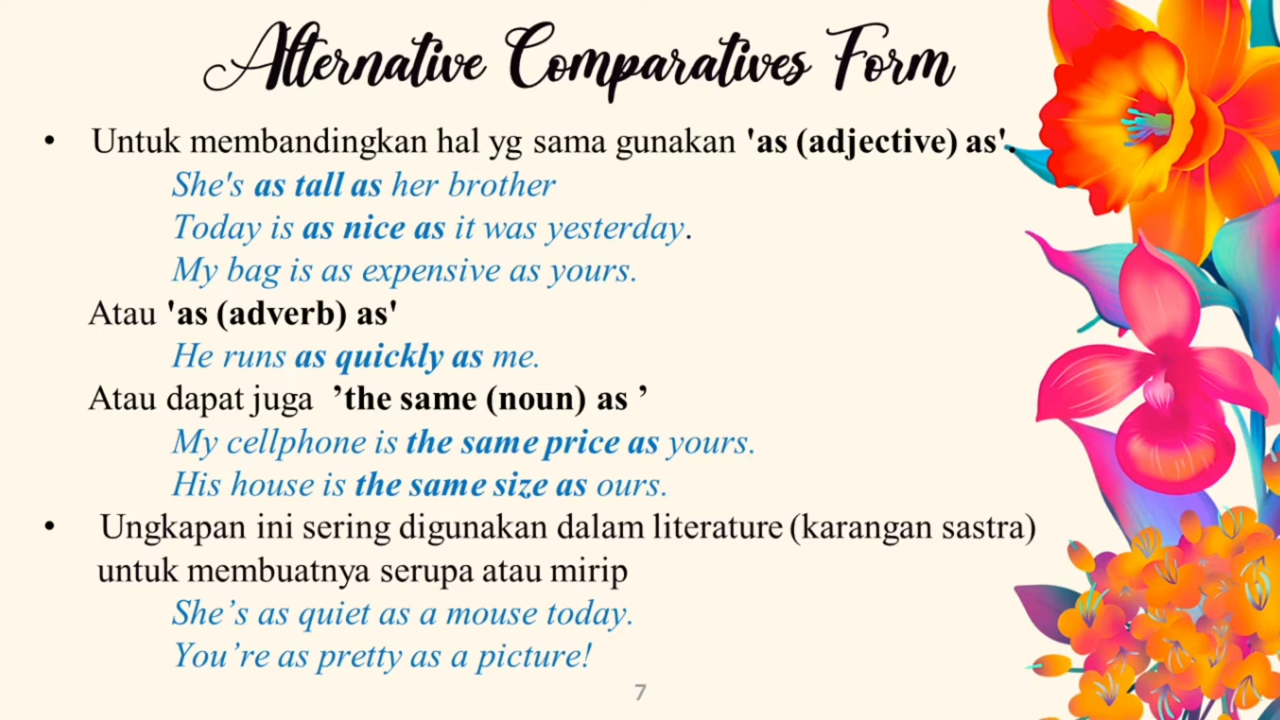 Alternative Comparatives Form
• Untuk membandingkan hal yg sama gunakan 'as (adjective) as'.
She's as tall as her brother
Today is as nice as it was yesterday.
My bag is as expensive as yours.
Atau 'as (adverb) as'
He runs as quickly as me.
Atau dapat juga ’the same (noun) as ’
My cellphone is the same price as yours.
His house is the same size as ours.
• Ungkapan ini sering digunakan dalam literature (karangan sastra)
untuk membuatnya serupa atau mirip
She’s as quiet as a mouse today.
You’re as pretty as a picture!
7